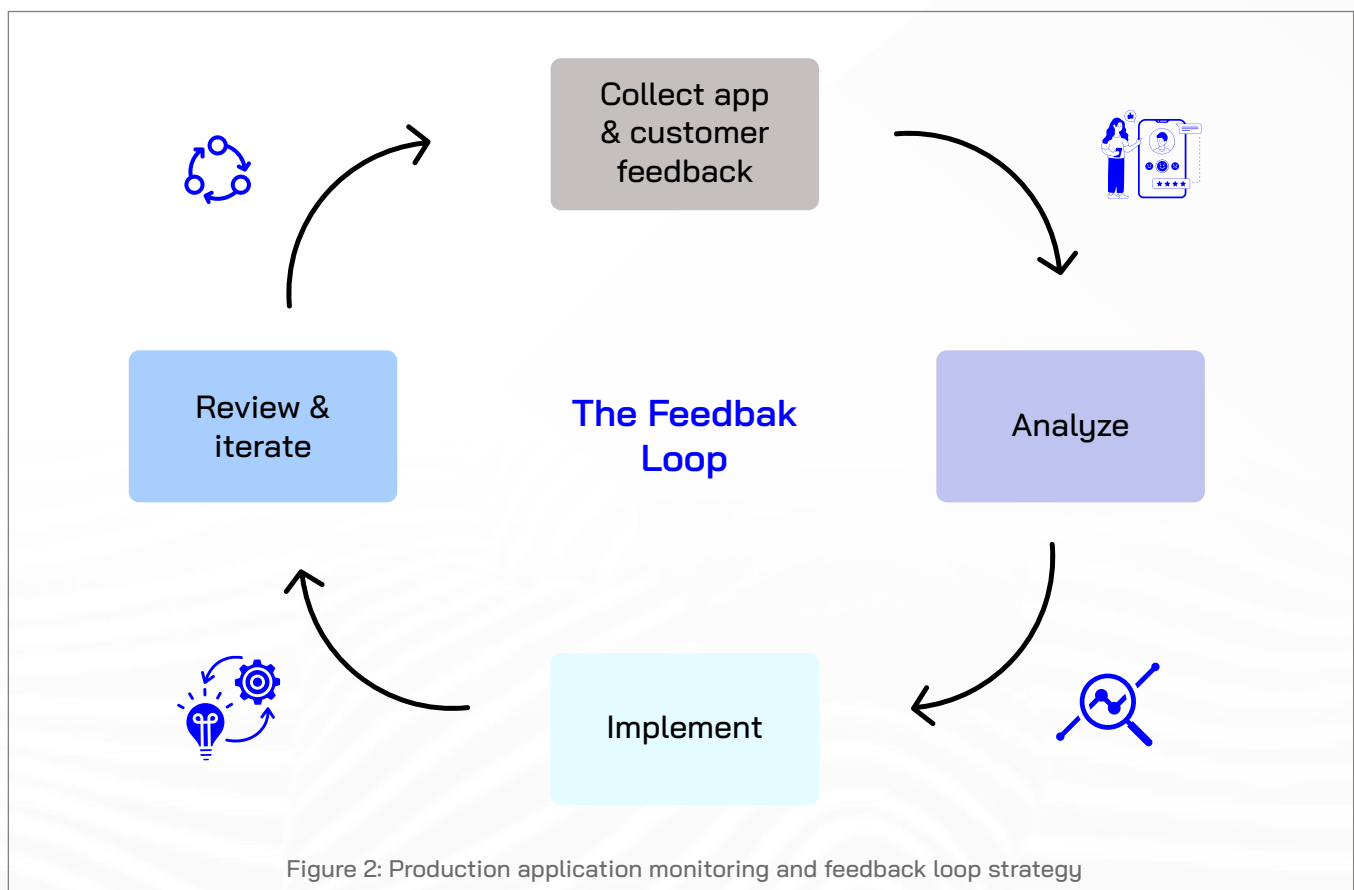 Collect app
& customer
feedback
Review &
iterate
The Feedbak
Loop
Analyze
Implement
Figure 2: Production application monitoring and feedback loop strategy